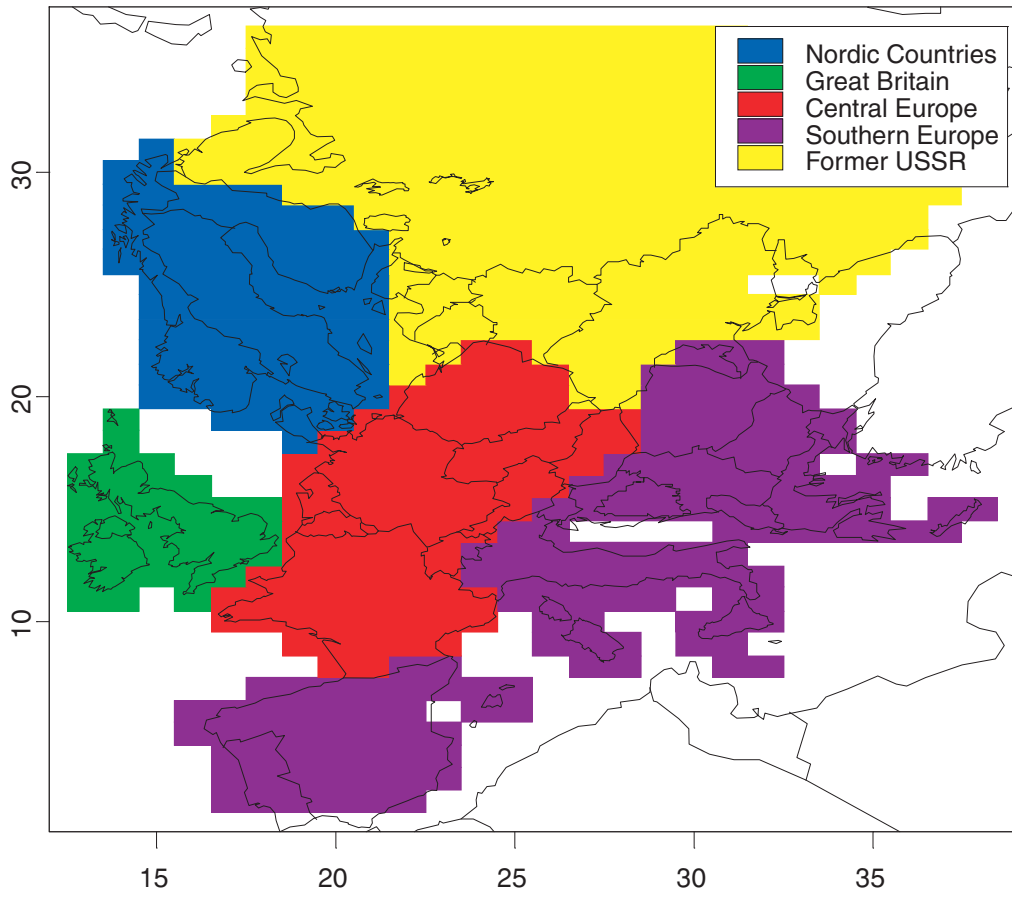 Nordic Countries
Great Britain
Central Europe
Southern Europe
Former USSR
30
20
10
15 20 25 30 35